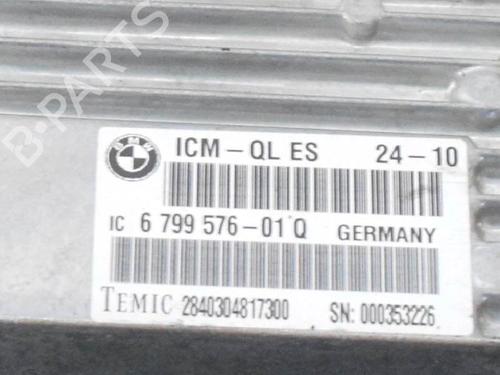 B-PARTS
BMW
ICM-QL ES 24-10
IC 6 799 576-01 Q GERMANY
TEMIC 2840304817300 SN: 000353226